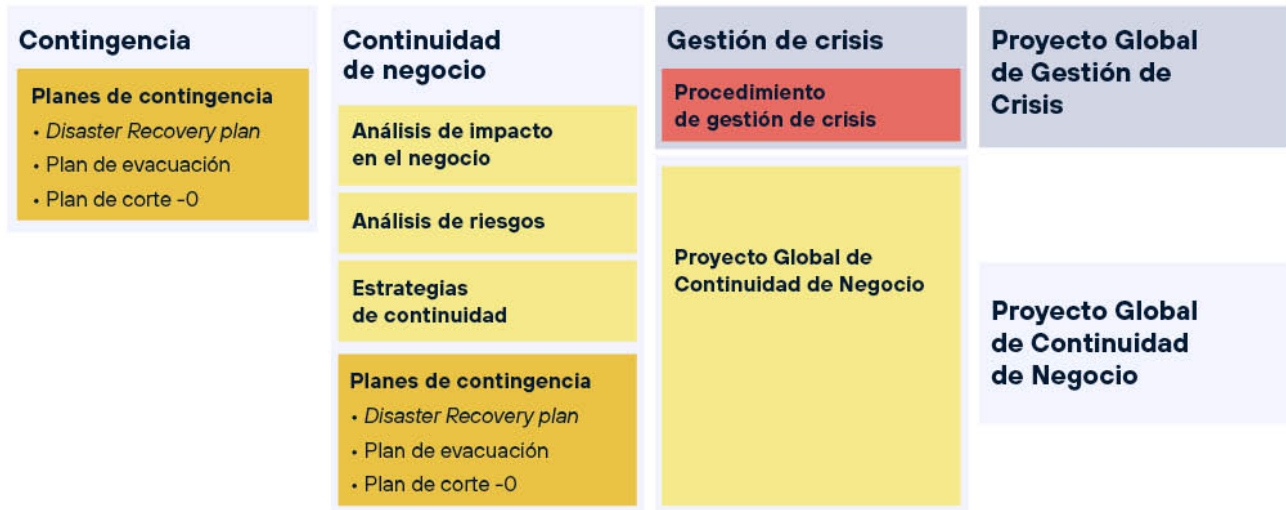 Contingencia
Planes de contingencia
• Disaster Recovery plan
• Plan de evacuación
• Plan de corte -0
Continuidad
de negocio
Análisis de impacto
en el negocio
Análisis de riesgos
Estrategias
de continuidad
Planes de contingencia
• Disaster Recovery plan
• Plan de evacuación
• Plan de corte -0
Gestión de crisis
Procedimiento
de gestión de crisis
Proyecto Global de
Continuidad de Negocio
Proyecto Global
de Gestión de
Crisis
Proyecto Global
de Continuidad
de Negocio